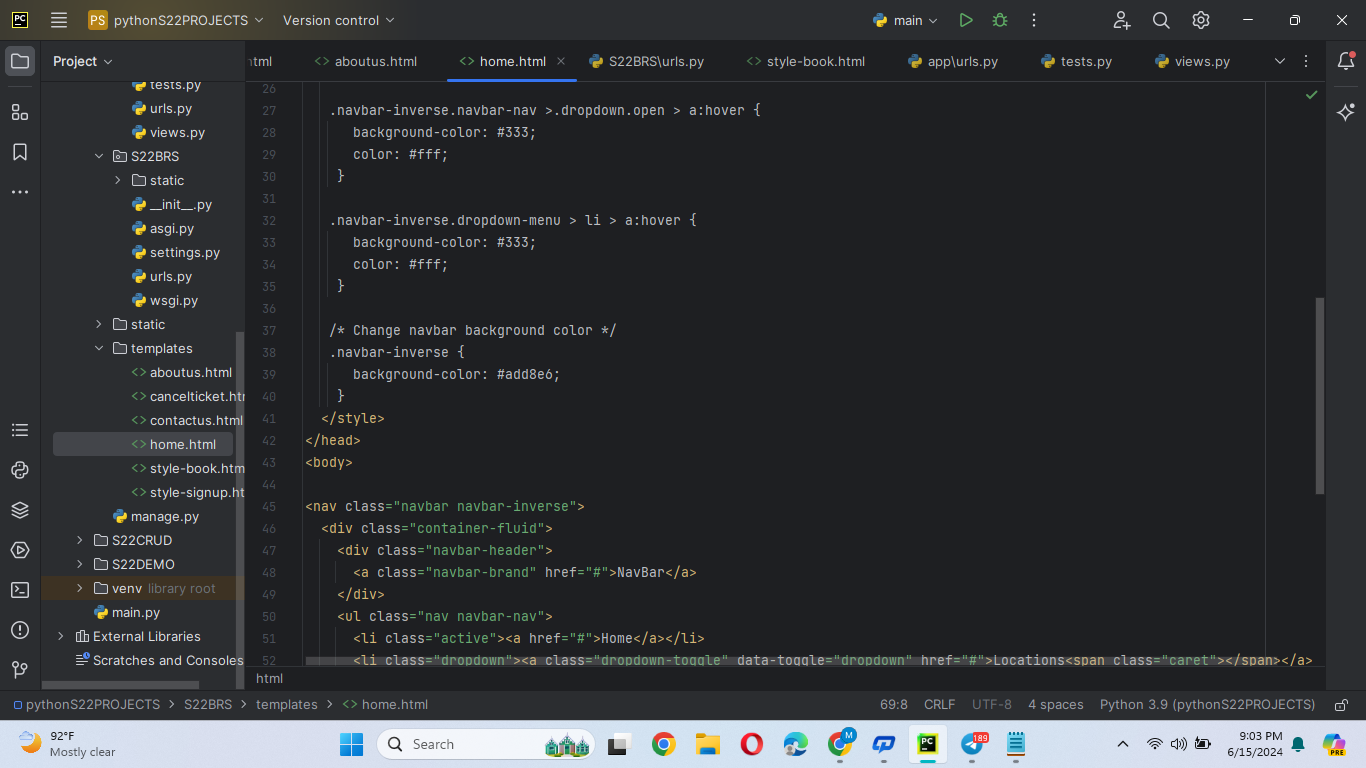 PC
PS pythonS22PROJECTS
Version control
main
Project
html
aboutus.html
home.html
S22BRS\urls.py
style-book.html
app\urls.py
tests.py
views.py
tests.py
urls.py
views.py
S22BRS
static
__init__.py
asgi.py
settings.py
urls.py
wsgi.py
static
templates
aboutus.html
cancelticket.htm
contactus.html
home.html
style-book.htm
style-signup.ht
manage.py
S22CRUD
S22DEMO
venv library root
main.py
External Libraries
Scratches and Consoles
26
27 .navbar-inverse.navbar-nav >.dropdown.open > a:hover {
28 background-color: #333;
29 color: #fff;
30 }
31
32 .navbar-inverse.dropdown-menu > li > a:hover {
33 background-color: #333;
34 color: #fff;
35 }
36
37 /* Change navbar background color */
38 .navbar-inverse {
39 background-color: #add8e6;
40 }
41 </style>
42 </head>
43 <body>
44
45 <nav class="navbar navbar-inverse">
46 <div class="container-fluid">
47 <div class="navbar-header">
48 <a class="navbar-brand" href="#">NavBar</a>
49 </div>
50 <ul class="nav navbar-nav">
51 <li class="active"><a href="#">Home</a></li>
52 <li class="dropdown"><a class="dropdown-toggle" data-toggle="dropdown" href="#">Locations<span class="caret"></span></a>
html
pythonS22PROJECTS > S22BRS > templates > home.html
69:8 CRLF UTF-8 4 spaces Python 3.9 (pythonS22PROJECTS)
92°F
Mostly clear
Search
M
PC
189
9:03 PM
6/15/2024
PRE